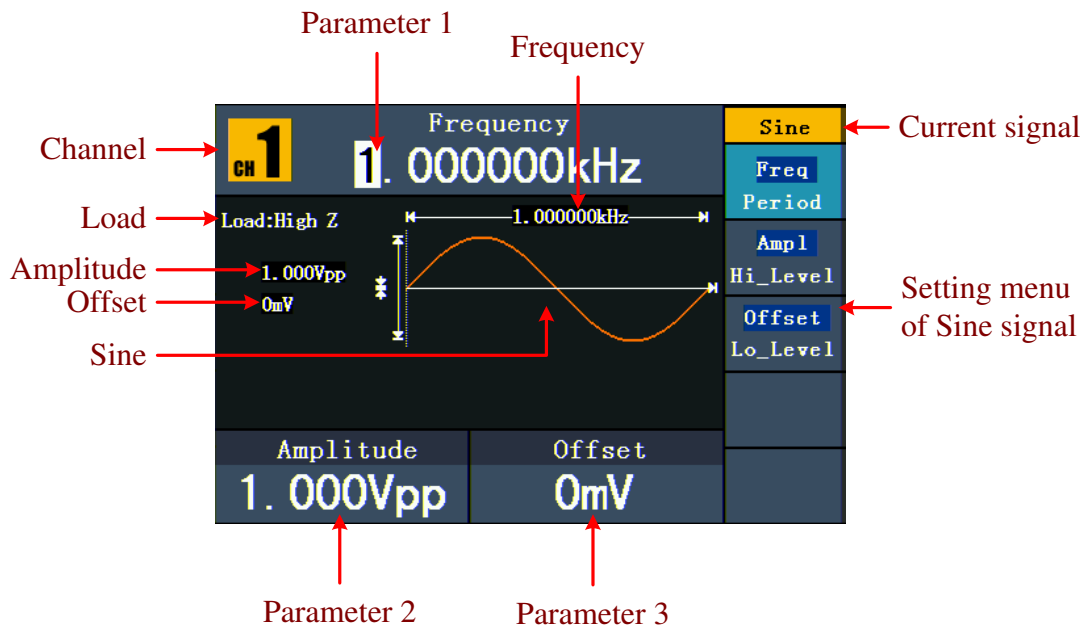 Parameter 1
Frequency
Channel
CH 1
Frequency
1.000000kHz
Sine
Current signal
Freq
Period
Load
Load:High Z
1.000000kHz
Amplitude
1.000Vpp
Ampl
Hi_Level
Offset
0mV
Offset
Lo_Level
Setting menu
of Sine signal
Sine
Amplitude
1.000Vpp
Offset
0mV
Parameter 2
Parameter 3